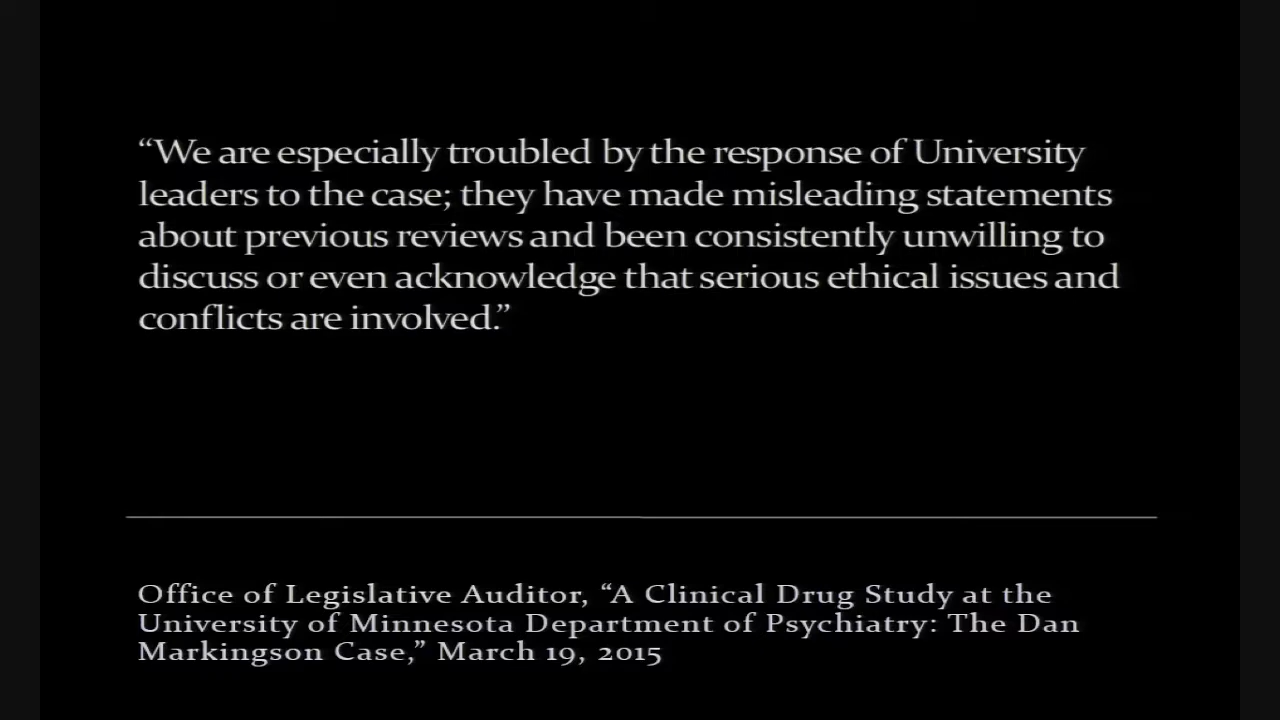 “We are especially troubled by the response of University
leaders to the case; they have made misleading statements
about previous reviews and been consistently unwilling to
discuss or even acknowledge that serious ethical issues and
conflicts are involved.”
Office of Legislative Auditor, “A Clinical Drug Study at the
University of Minnesota Department of Psychiatry: The Dan
Markingson Case,” March 19, 2015